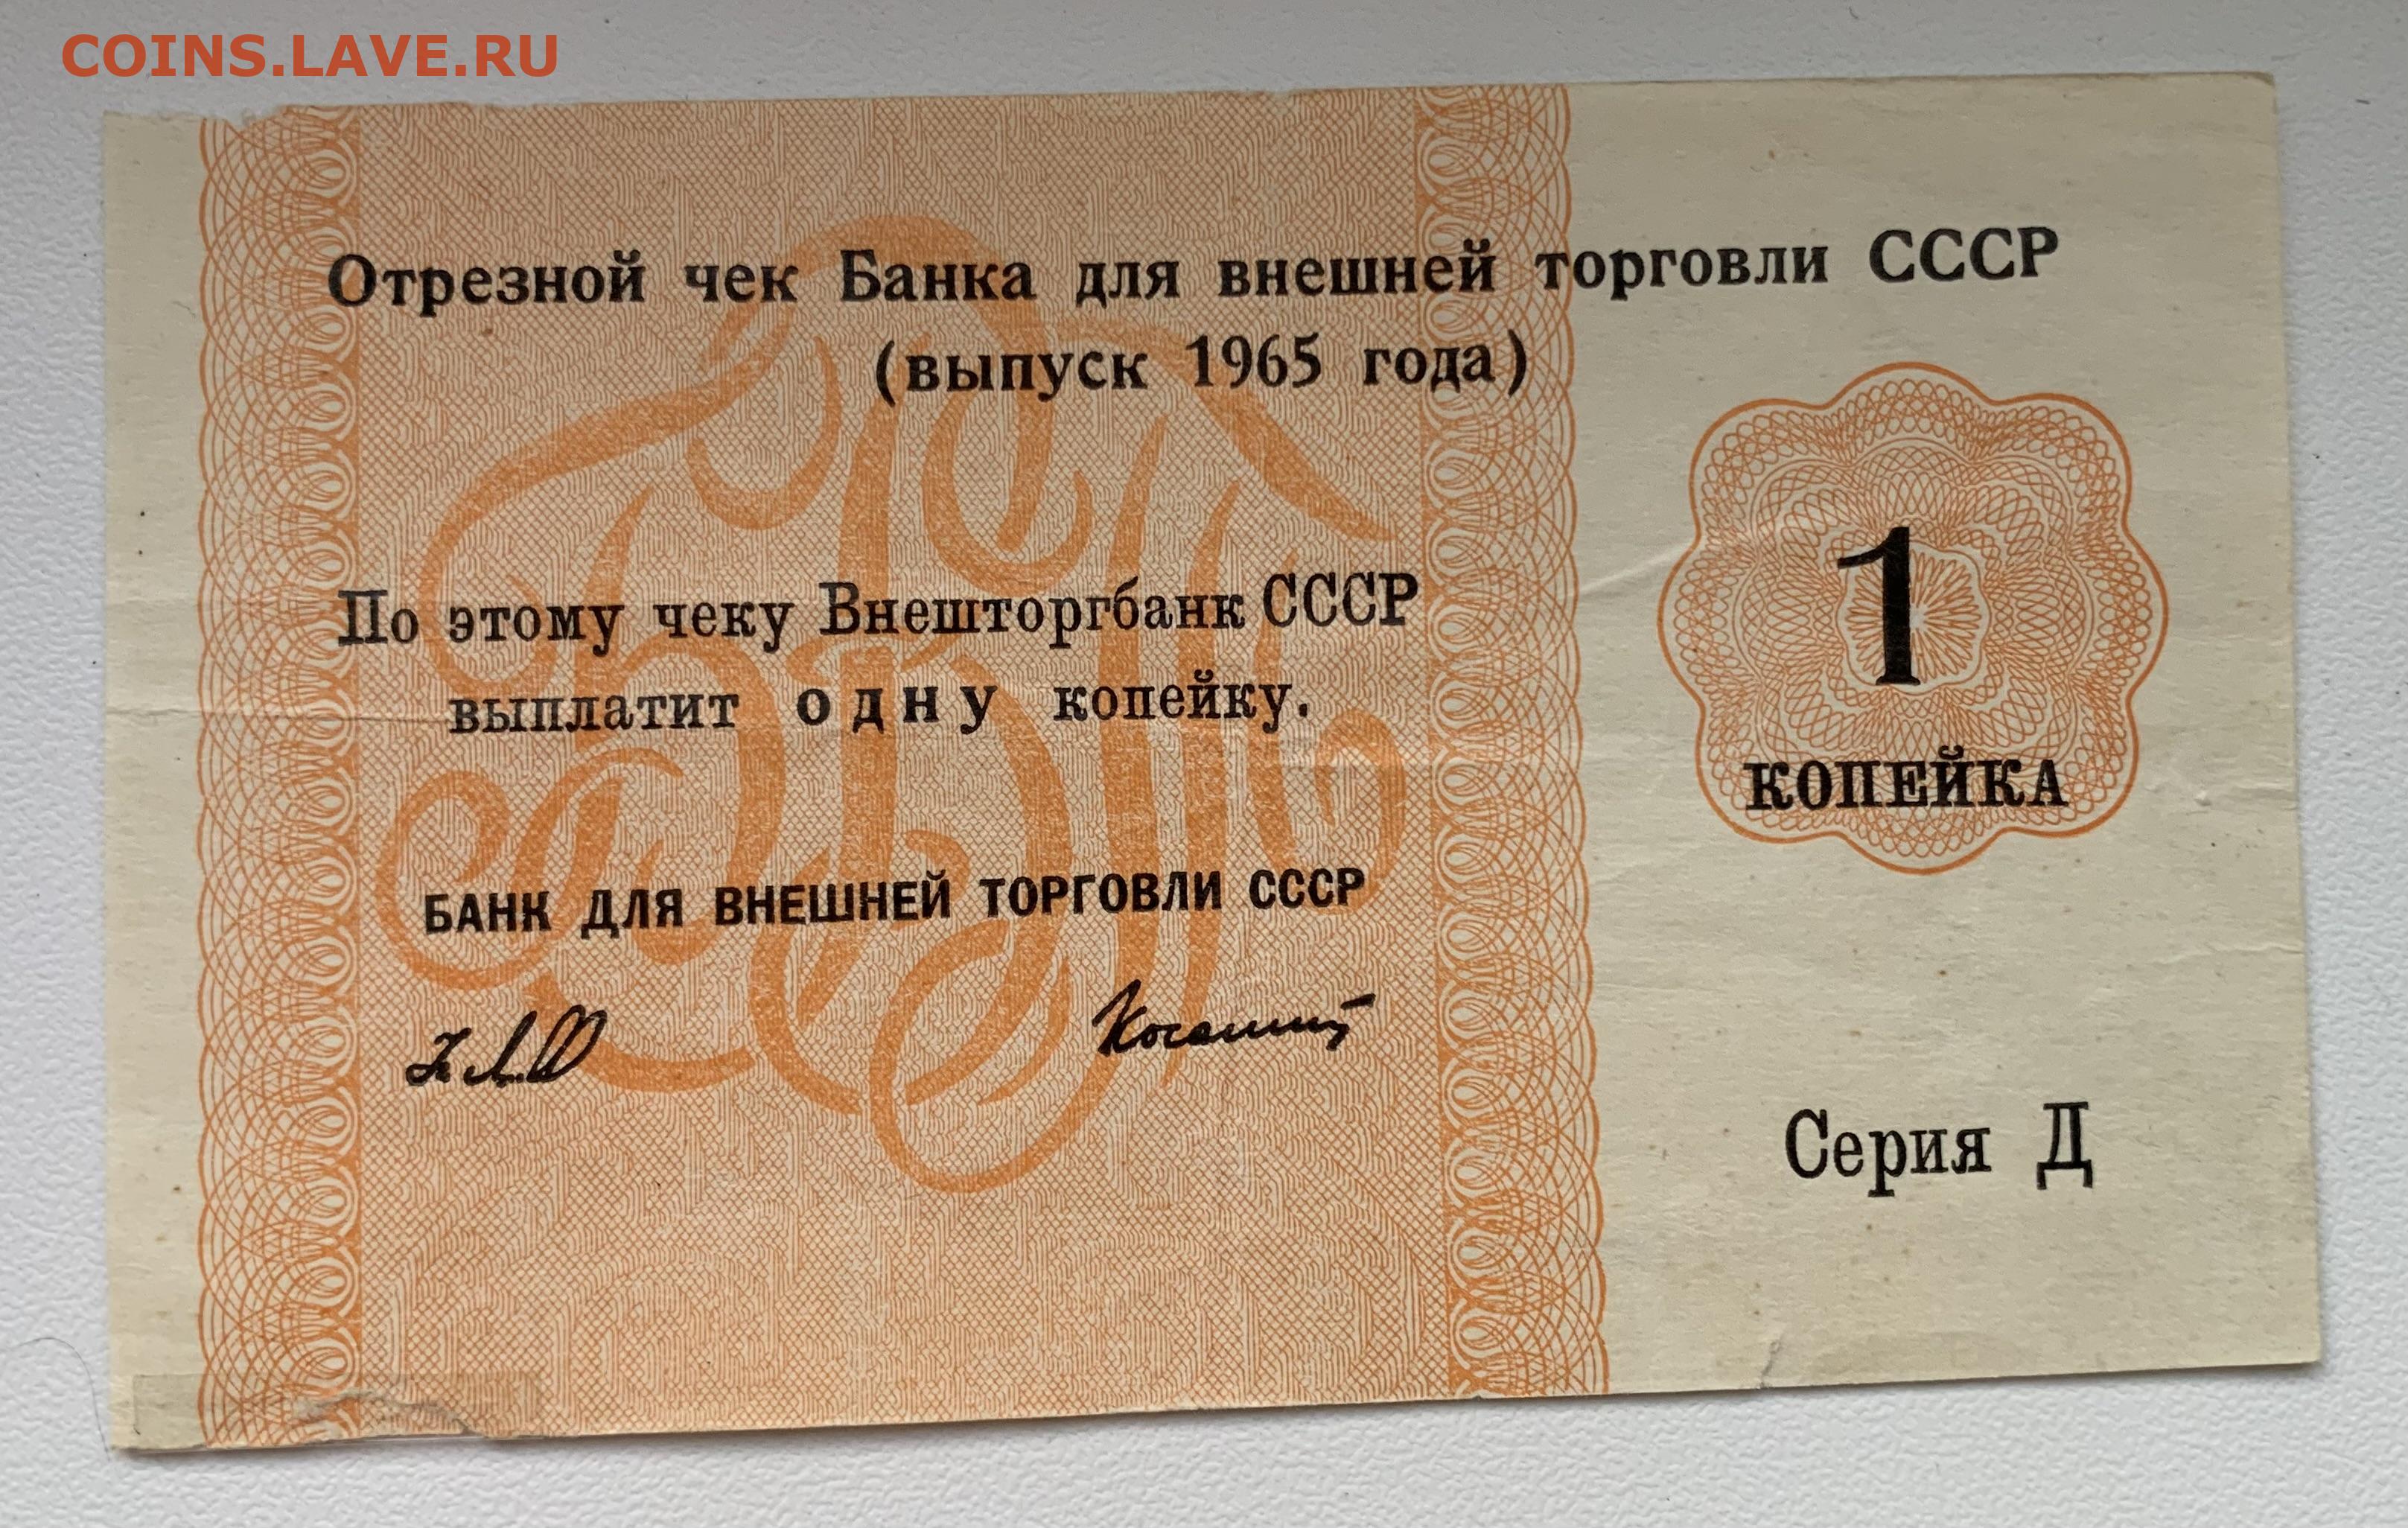 COINS.LAVE.RU
Отрезной чек Банка для внешней торговли СССР
(выпуск 1965 года)
По этому чеку Внешторгбанк СССР
выплатит одну копейку.
1
КОПЕЙКА
БАНК ДЛЯ ВНЕШНЕЙ ТОРГОВЛИ СССР
Серия Д